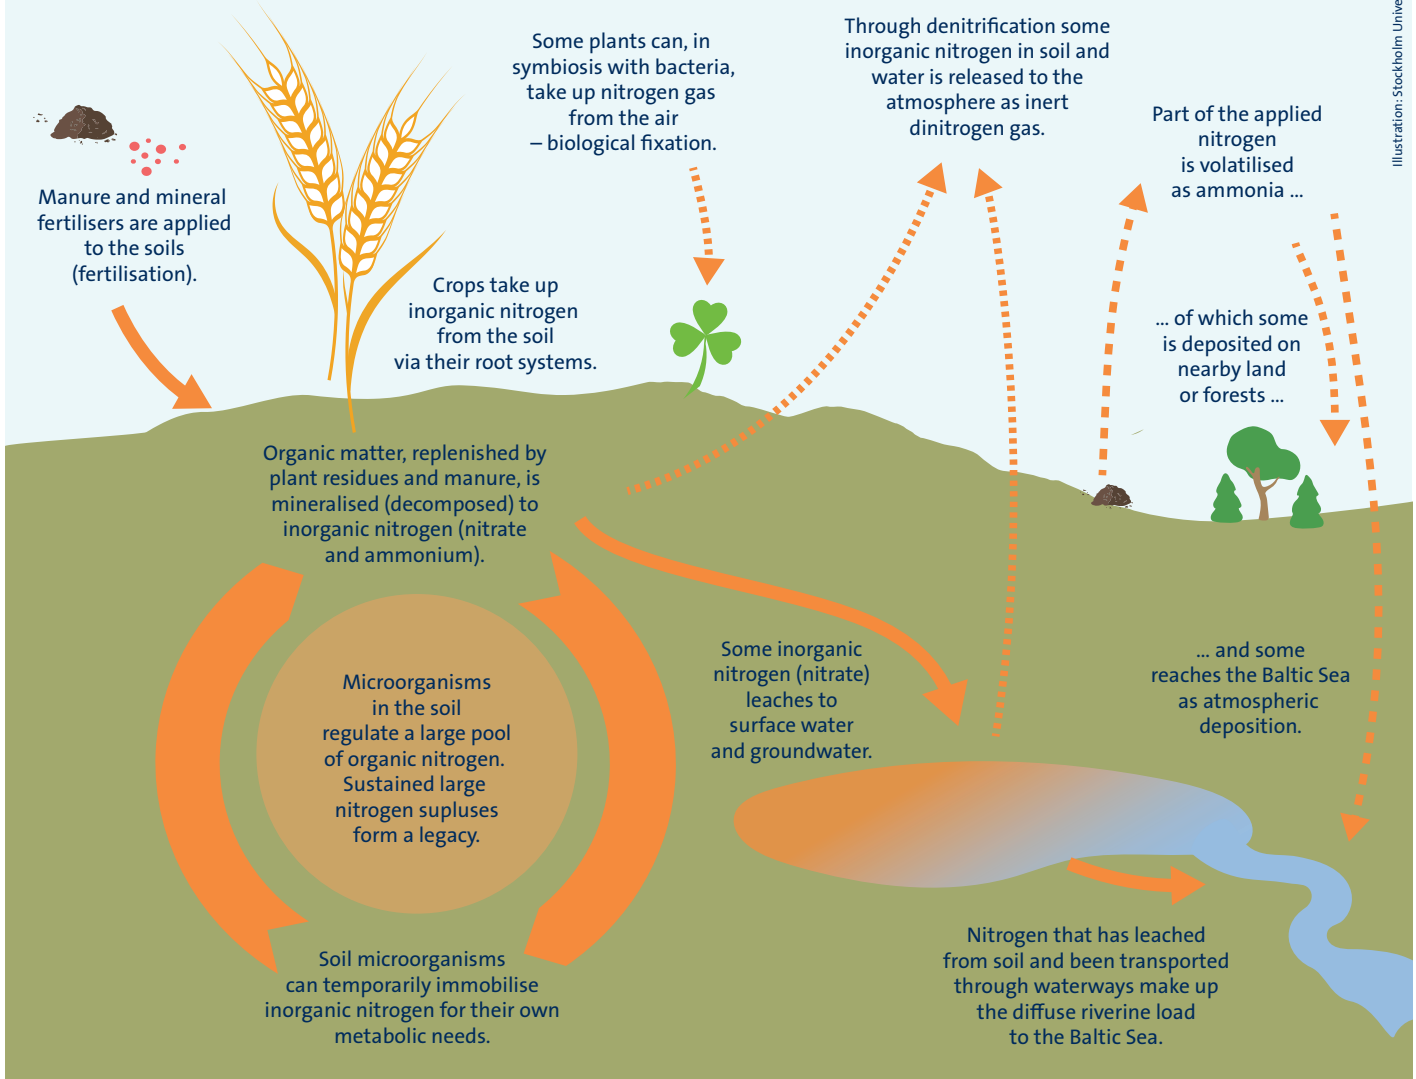 Manure and mineral
fertilisers are applied
to the soils
(fertilisation).
Crops take up
inorganic nitrogen
from the soil
via their root systems.
Some plants can, in
symbiosis with bacteria,
take up nitrogen gas
from the air
– biological fixation.
Through denitrification some
inorganic nitrogen in soil and
water is released to the
atmosphere as inert
dinitrogen gas.
Part of the applied
nitrogen
is volatilised
as ammonia ...
... of which some
is deposited on
nearby land
or forests ...
... and some
reaches the Baltic Sea
as atmospheric
deposition.
Organic matter, replenished by
plant residues and manure, is
mineralised (decomposed) to
inorganic nitrogen (nitrate
and ammonium).
Microorganisms
in the soil
regulate a large pool
of organic nitrogen.
Sustained large
nitrogen supluses
form a legacy.
Soil microorganisms
can temporarily immobilise
inorganic nitrogen for their own
metabolic needs.
Some inorganic
nitrogen (nitrate)
leaches to
surface water
and groundwater.
Nitrogen that has leached
from soil and been transported
through waterways make up
the diffuse riverine load
to the Baltic Sea.
Illustration: Stockholm